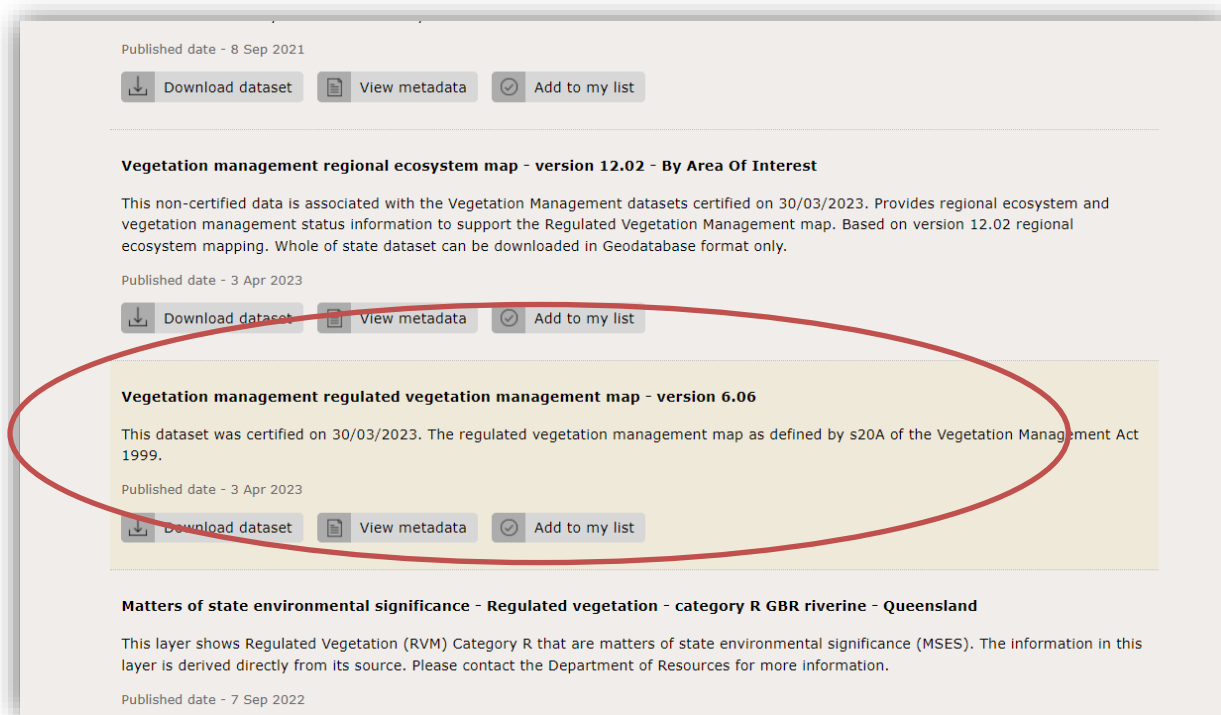 Published date - 8 Sep 2021
Download dataset View metadata Add to my list
Vegetation management regional ecosystem map - version 12.02 - By Area Of Interest
This non-certified data is associated with the Vegetation Management datasets certified on 30/03/2023. Provides regional ecosystem and
vegetation management status information to support the Regulated Vegetation Management map. Based on version 12.02 regional
ecosystem mapping. Whole of state dataset can be downloaded in Geodatabase format only.
Published date - 3 Apr 2023
Download dataset View metadata Add to my list
Vegetation management regulated vegetation management map - version 6.06
This dataset was certified on 30/03/2023. The regulated vegetation management map as defined by s20A of the Vegetation Management Act
1999.
Published date - 3 Apr 2023
Download dataset View metadata Add to my list
Matters of state environmental significance - Regulated vegetation - category R GBR riverine - Queensland
This layer shows Regulated Vegetation (RVM) Category R that are matters of state environmental significance (MSES). The information in this
layer is derived directly from its source. Please contact the Department of Resources for more information.
Published date - 7 Sep 2022